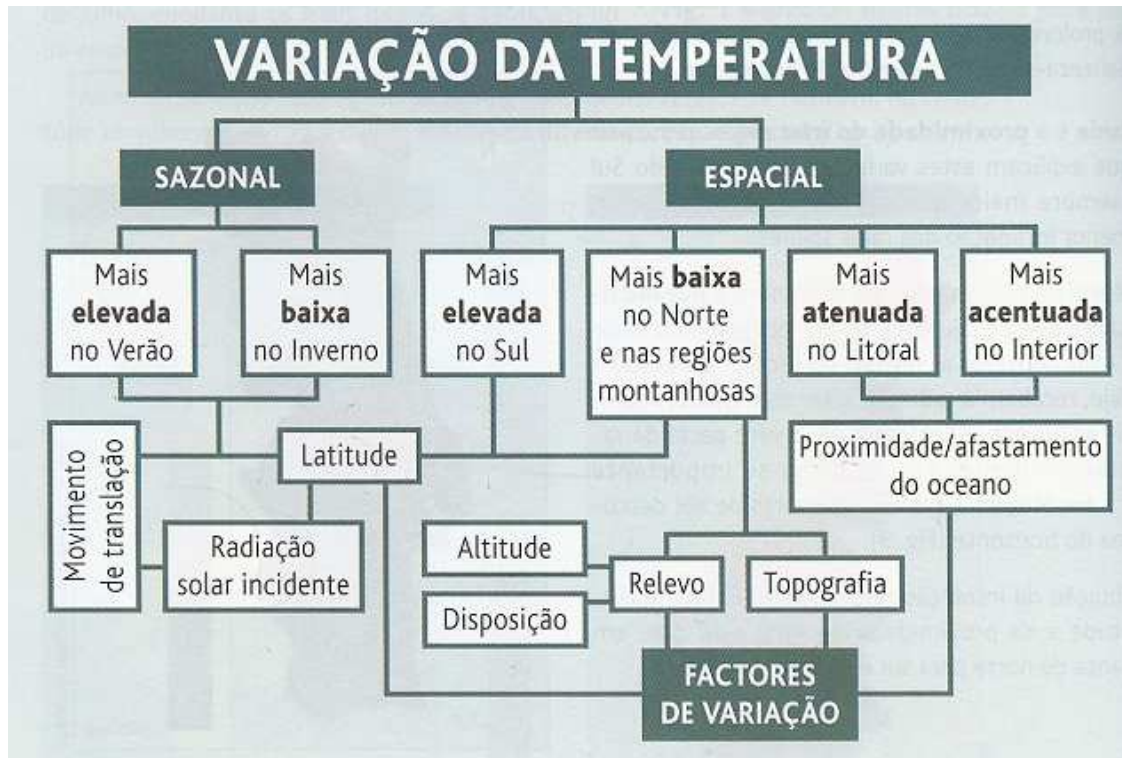 VARIAÇÃO DA TEMPERATURA
SAZONAL
ESPACIAL
Mais
elevada
no Verão
Mais
baixa
no Inverno
Mais
elevada
no Sul
Mais baixa
no Norte
e nas regiões
montanhosas
Mais
atenuada
no Litoral
Mais
acentuada
no Interior
Movimento
de translação
Latitude
Proximidade/afastamento
do oceano
Radiação
solar incidente
Altitude
Disposição
Relevo
Topografia
FACTORES
DE VARIAÇÃO